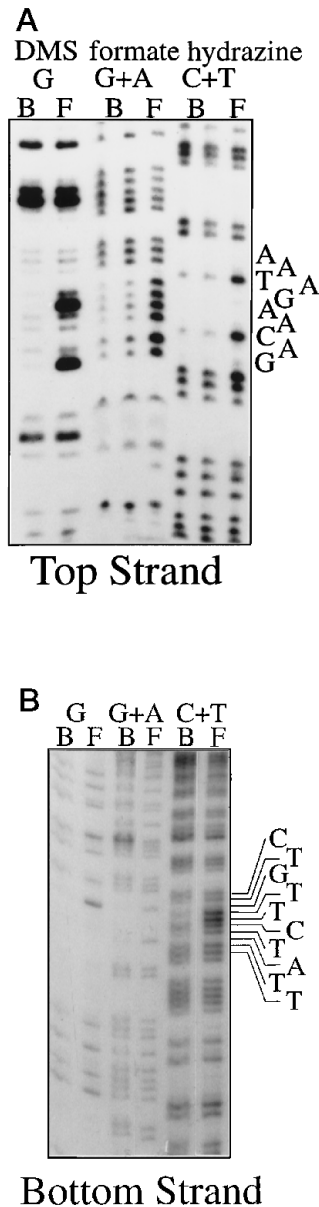 A
DMS formate hydrazine
G G+A C+T
B F B F B F
A
A
T
A
G
A
A
C
A
G
Top Strand
B
G G+A C+T
B F B F B F
C
T
G
T
T
C
T
A
T
T
Bottom Strand